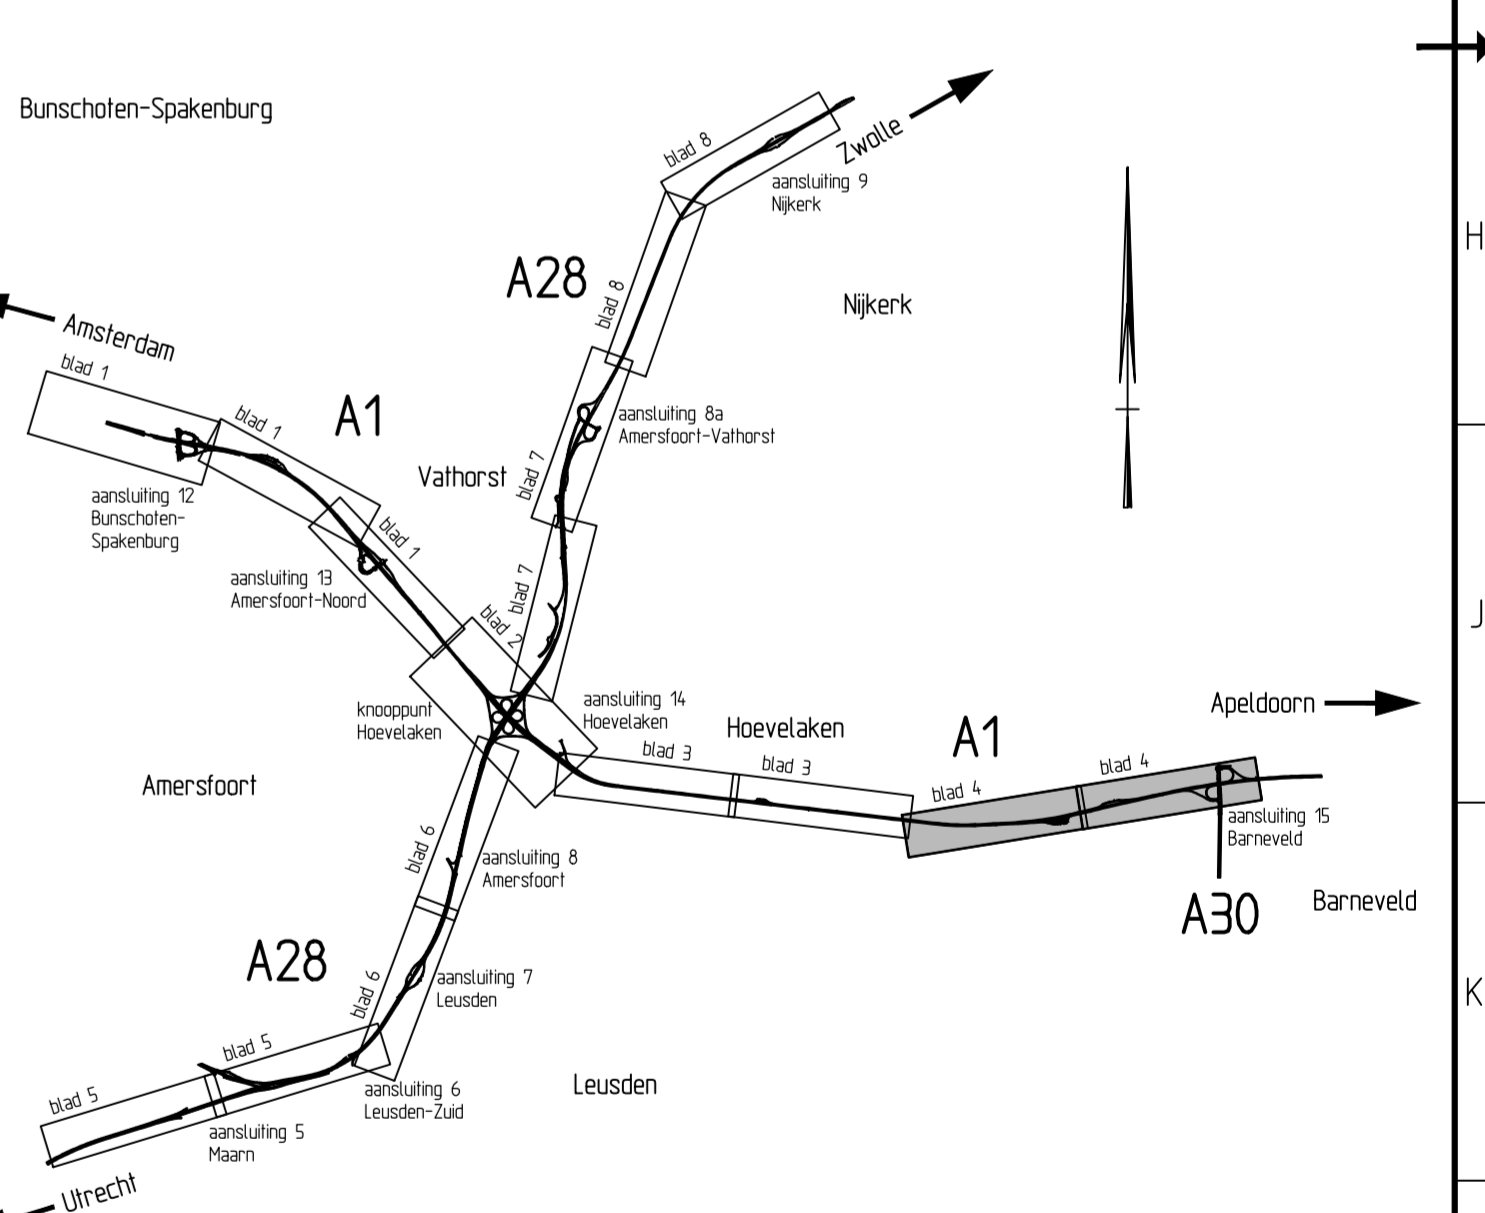 Bunschoten-Spakenburg
blad 8
Zwolle
aansluiting 9
Nijkerk
H
A28
blad 8
Nijkerk
Amsterdam
blad 1
A1
blad 1
aansluiting 8a
Amersfoort-Vathorst
Vathorst
blad 7
aansluiting 12
Bunschoten-
Spakenburg
blad 1
aansluiting 13
Amersfoort-Noord
blad 7
blad 2
J
knooppunt
Hoevelaken
aansluiting 14
Hoevelaken
Hoevelaken
A1
Apeldoorn
blad 3
blad 3
blad 4
blad 4
Amersfoort
aansluiting 15
Barneveld
blad 6
aansluiting 8
Amersfoort
A30
Barneveld
A28
blad 6
aansluiting 7
Leusden
K
blad 5
blad 5
aansluiting 6
Leusden-Zuid
Leusden
aansluiting 5
Maarn
Utrecht